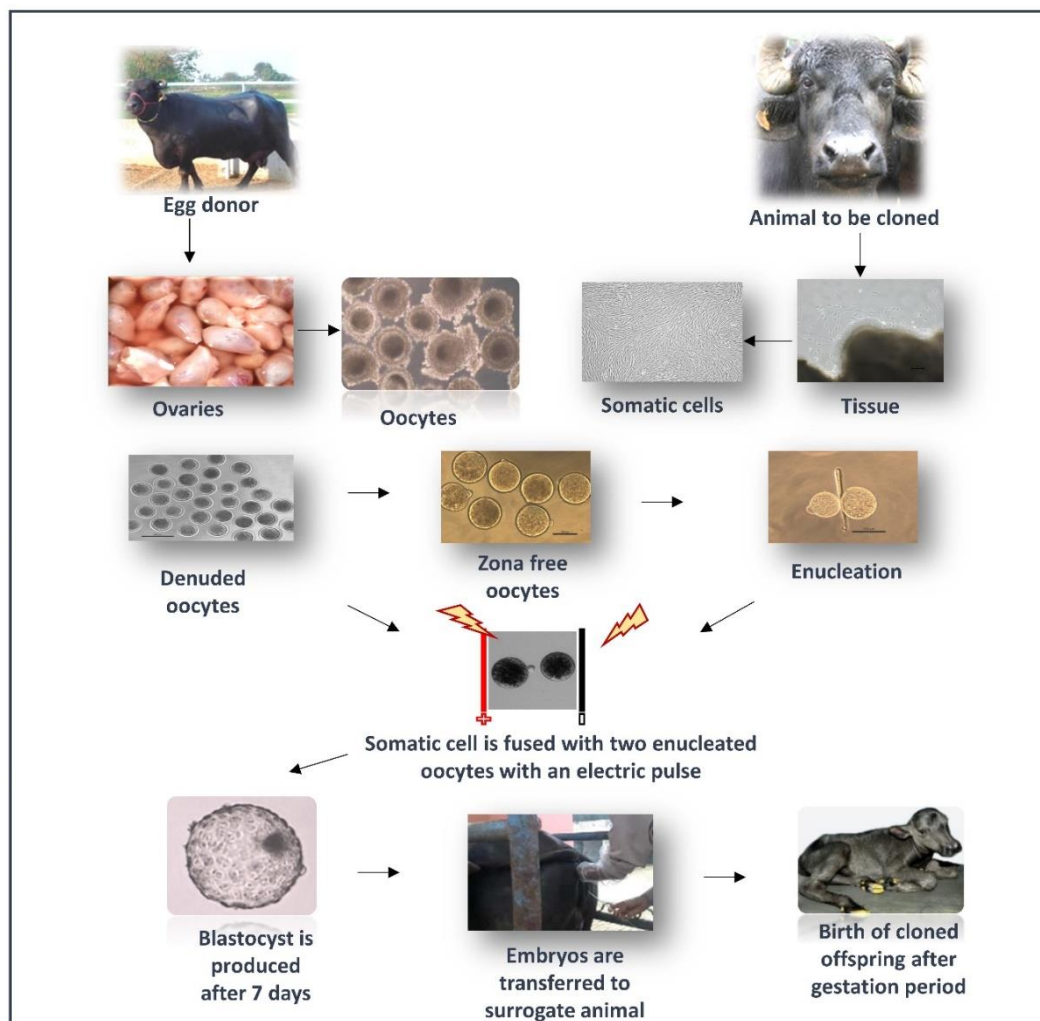 Egg donor
Animal to be cloned
Ovaries
Oocytes
Somatic cells
Tissue
Denuded
oocytes
Zona free
oocytes
Enucleation
Somatic cell is fused with two enucleated
oocytes with an electric pulse
Blastocyst is
produced
after 7 days
Embryos are
transferred to
surrogate animal
Birth of cloned
offspring after
gestation period